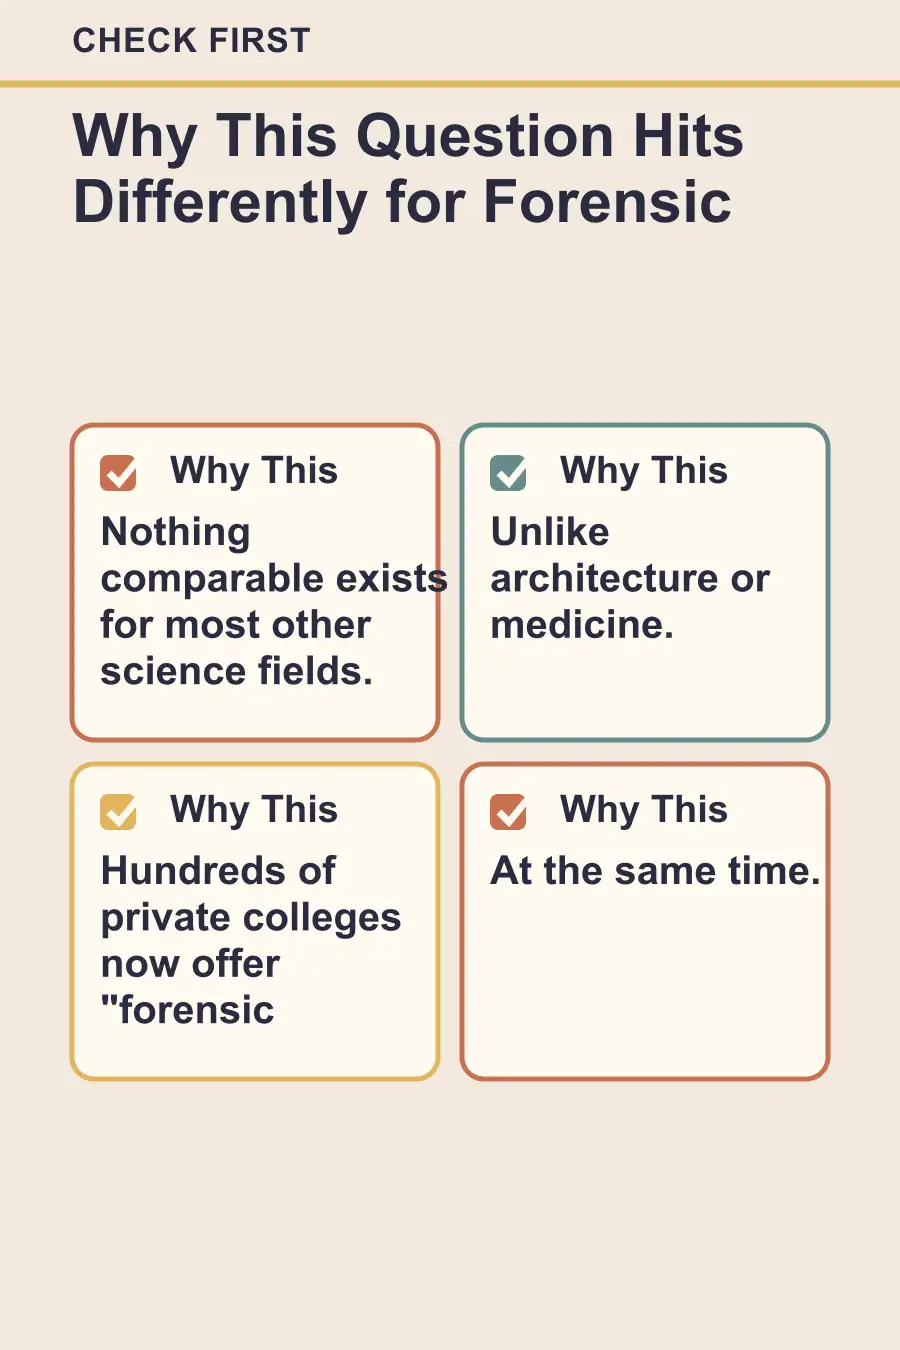 CHECK FIRST
Why This Question Hits
Differently for Forensic
Why This
Nothing
comparable exists
for most other
science fields.
Why This
Unlike
architecture or
medicine.
Why This
Hundreds of
private colleges
now offer
"forensic
Why This
At the same time.